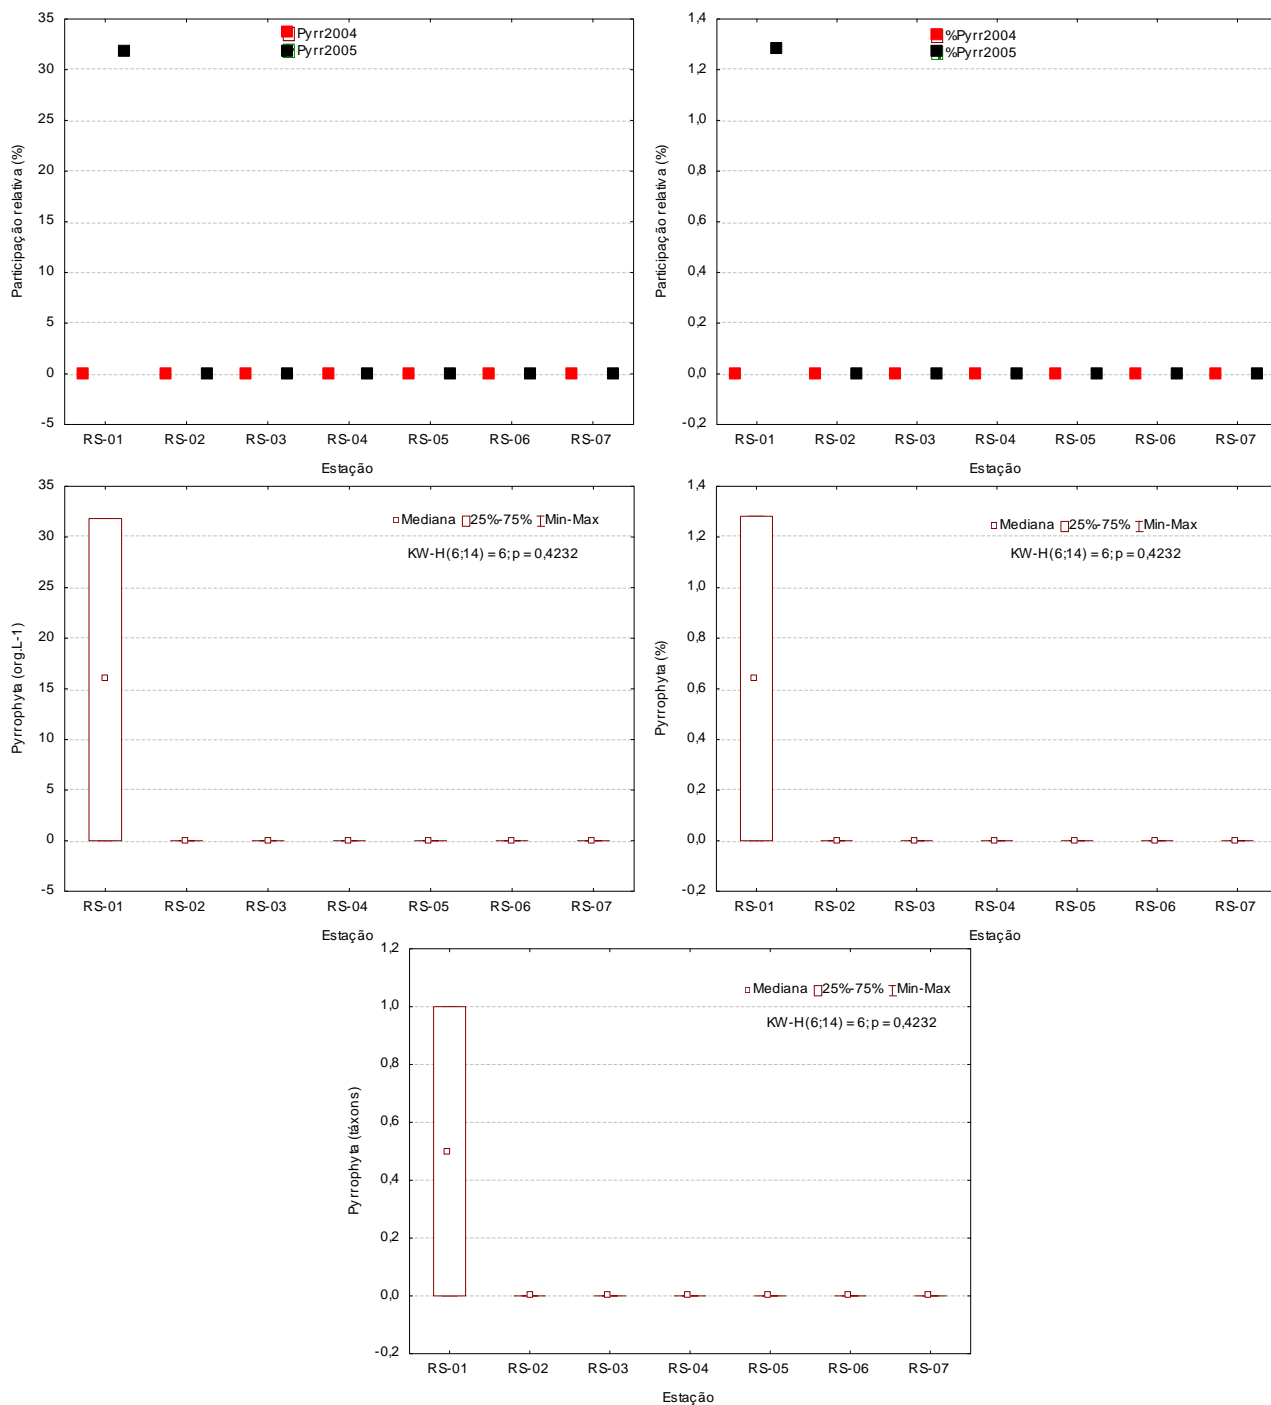 35
30
25
20
15
10
5
0
-5
Participação relativa (%)
Pyrr2004
Pyrr2005
RS-01 RS-02 RS-03 RS-04 RS-05 RS-06 RS-07
Estação
1,4
1,2
1,0
0,8
0,6
0,4
0,2
0,0
-0,2
Participação relativa (%)
%Pyrr2004
%Pyrr2005
RS-01 RS-02 RS-03 RS-04 RS-05 RS-06 RS-07
Estação
35
30
25
20
15
10
5
0
-5
Pyrrophyta (org.L-1)
Mediana 25%-75% Min-Max
KW-H(6;14) = 6; p = 0,4232
RS-01 RS-02 RS-03 RS-04 RS-05 RS-06 RS-07
Estação
1,4
1,2
1,0
0,8
0,6
0,4
0,2
0,0
-0,2
Pyrrophyta (%)
Mediana 25%-75% Min-Max
KW-H(6;14) = 6; p = 0,4232
RS-01 RS-02 RS-03 RS-04 RS-05 RS-06 RS-07
Estação
1,2
1,0
0,8
0,6
0,4
0,2
0,0
-0,2
Pyrrophyta (táxons)
Mediana 25%-75% Min-Max
KW-H(6;14) = 6; p = 0,4232
RS-01 RS-02 RS-03 RS-04 RS-05 RS-06 RS-07
Estação